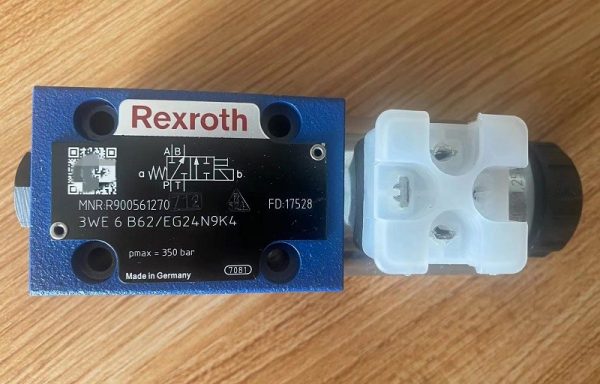 Rexroth
A B
a b
P T
MNR:R900561270
FD:17528
3WE 6 B62/EG24N9K4
pmax = 350 bar
Made in Germany
7081